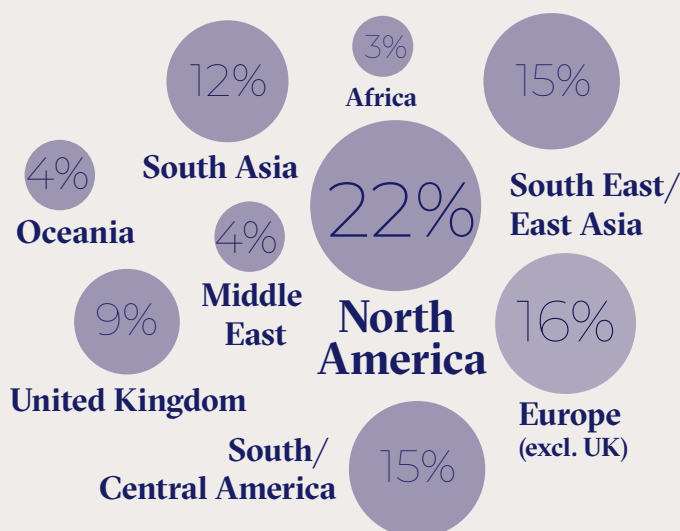 12%
South Asia
3%
Africa
15%
South East/
East Asia
4%
Oceania
4%
Middle
East
22%
North
America
9%
United Kingdom
16%
Europe
(excl. UK)
South/
Central America
15%